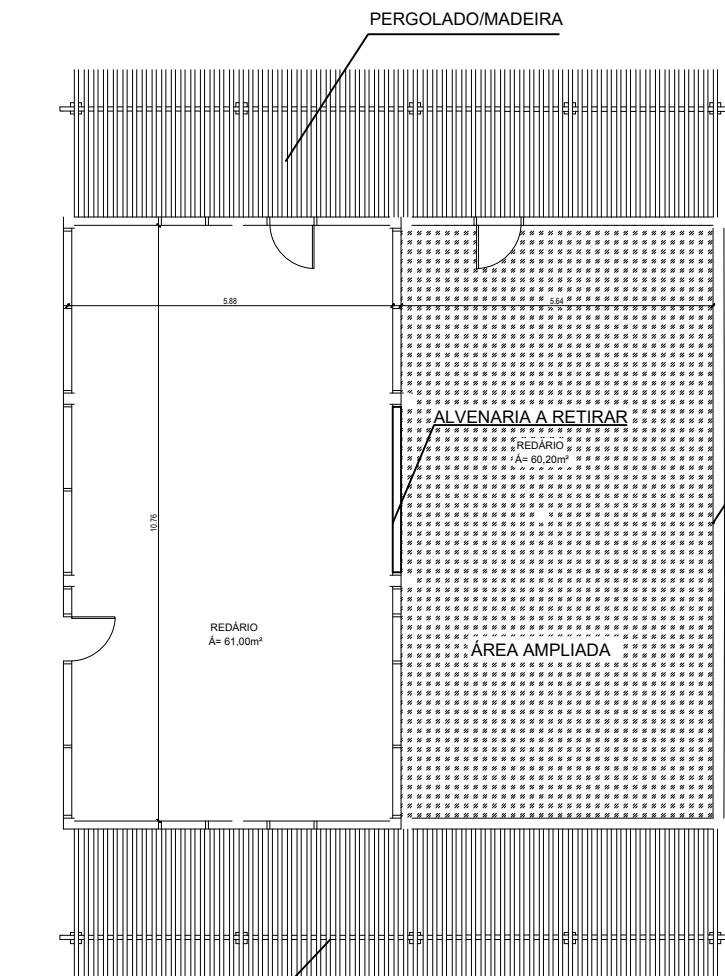 PERGOLADO/MADEIRA
5.88
5.64
ALVENARIA A RETIRAR
REDÁRIO
Á= 60,20m²
10.76
REDÁRIO
Á= 61,00m²
ÁREA AMPLIADA